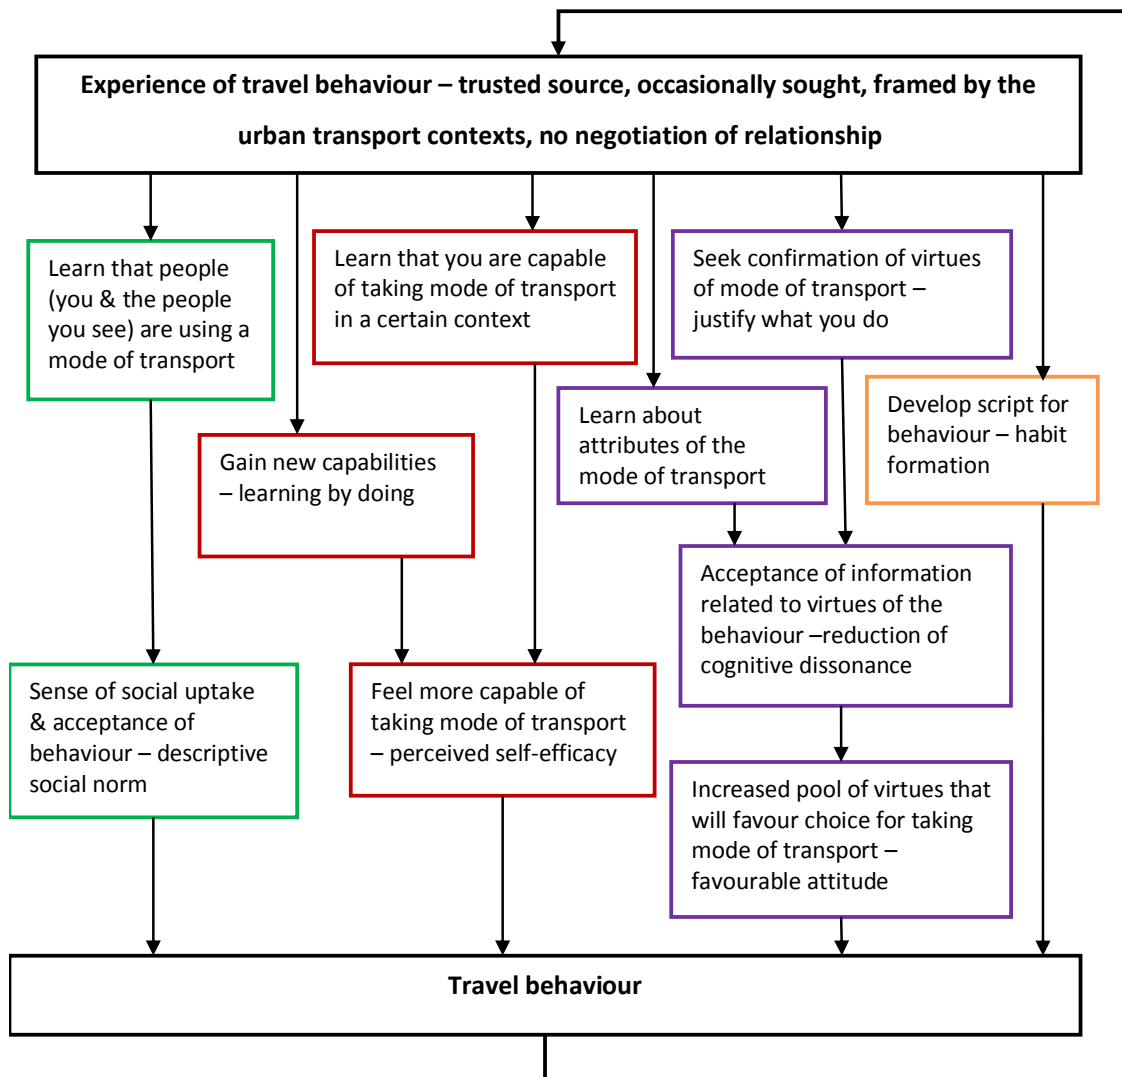 Experience of travel behaviour – trusted source, occasionally sought, framed by the
urban transport contexts, no negotiation of relationship
Learn that people
(you & the people
you see) are using a
mode of transport
Learn that you are capable
of taking mode of transport
in a certain context
Seek confirmation of virtues
of mode of transport –
justify what you do
Learn about
attributes of the
mode of transport
Develop script for
behaviour – habit
formation
Gain new capabilities
– learning by doing
Acceptance of information
related to virtues of the
behaviour –reduction of
cognitive dissonance
Sense of social uptake
& acceptance of
behaviour – descriptive
social norm
Feel more capable of
taking mode of transport
– perceived self-efficacy
Increased pool of virtues that
will favour choice for taking
mode of transport –
favourable attitude
Travel behaviour